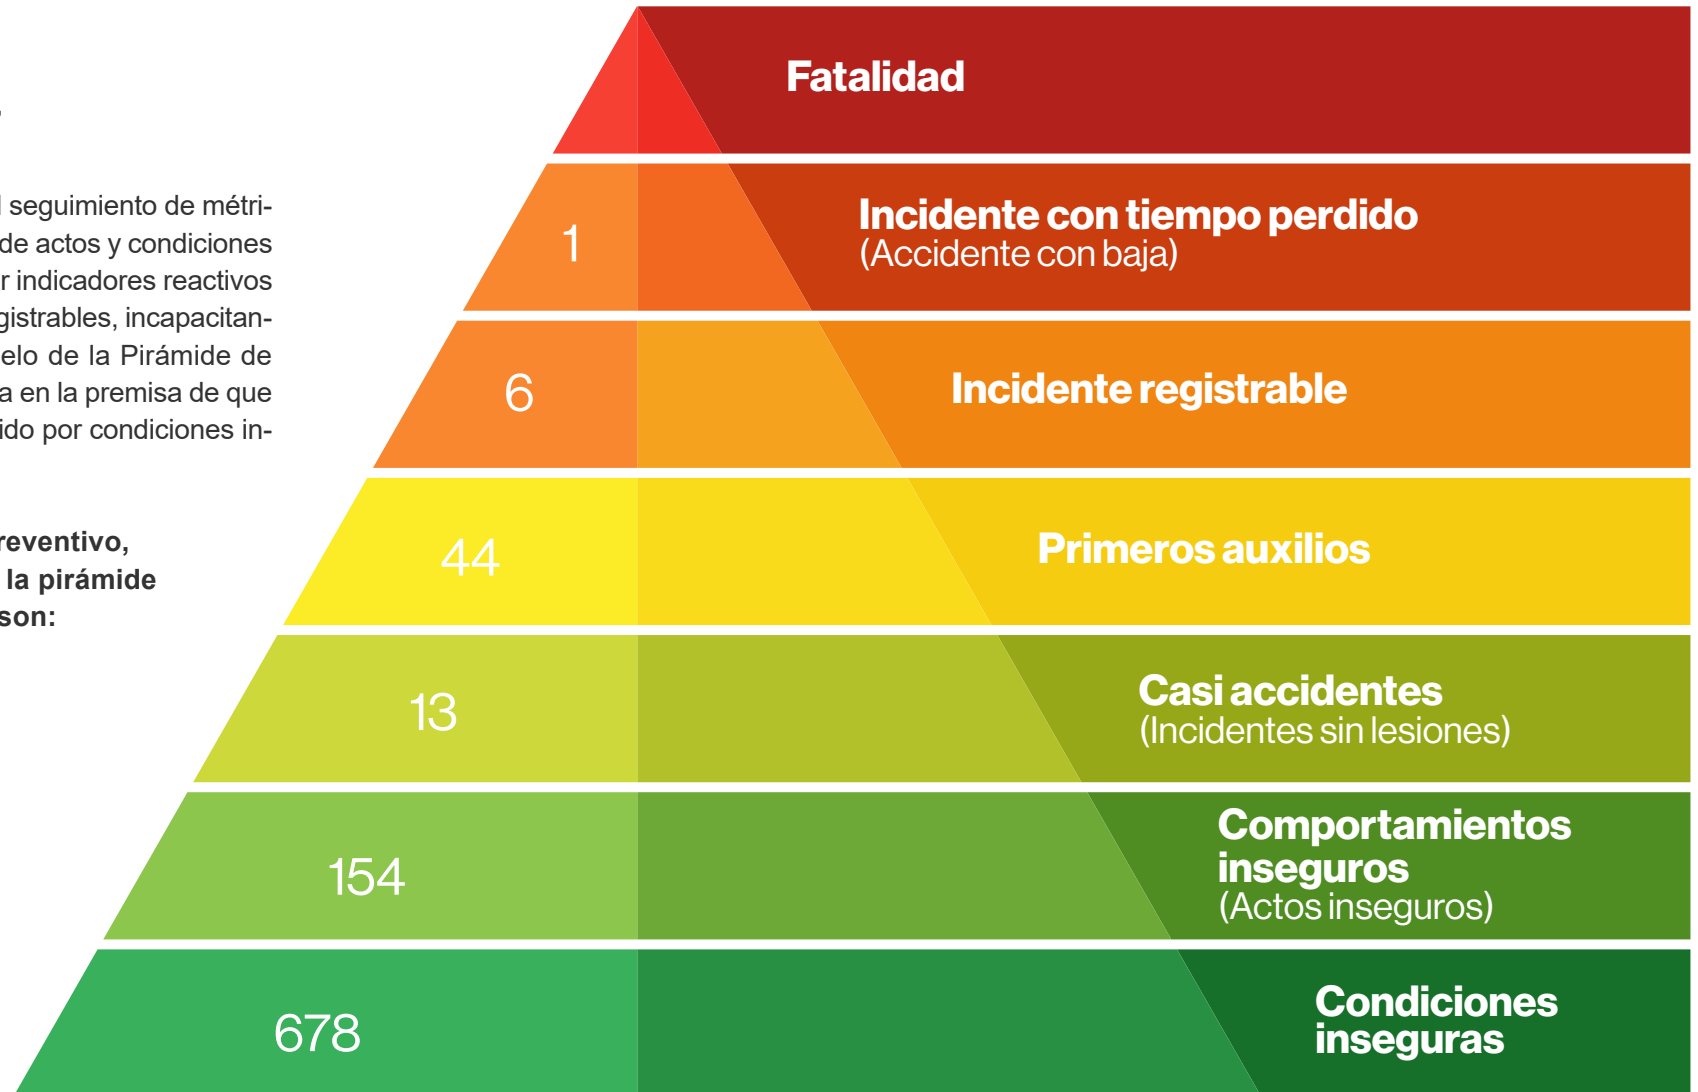 l seguimiento de métri-
de actos y condiciones
r indicadores reactivos
gistrables, incapacitan-
elo de la Pirámide de
a en la premisa de que
ido por condiciones in-
reventivo,
la pirámide
son:
Fatalidad
1
Incidente con tiempo perdido
(Accidente con baja)
6
Incidente registrable
44
Primeros auxilios
13
Casi accidentes
(Incidentes sin lesiones)
154
Comportamientos
inseguros
(Actos inseguros)
678
Condiciones
inseguras